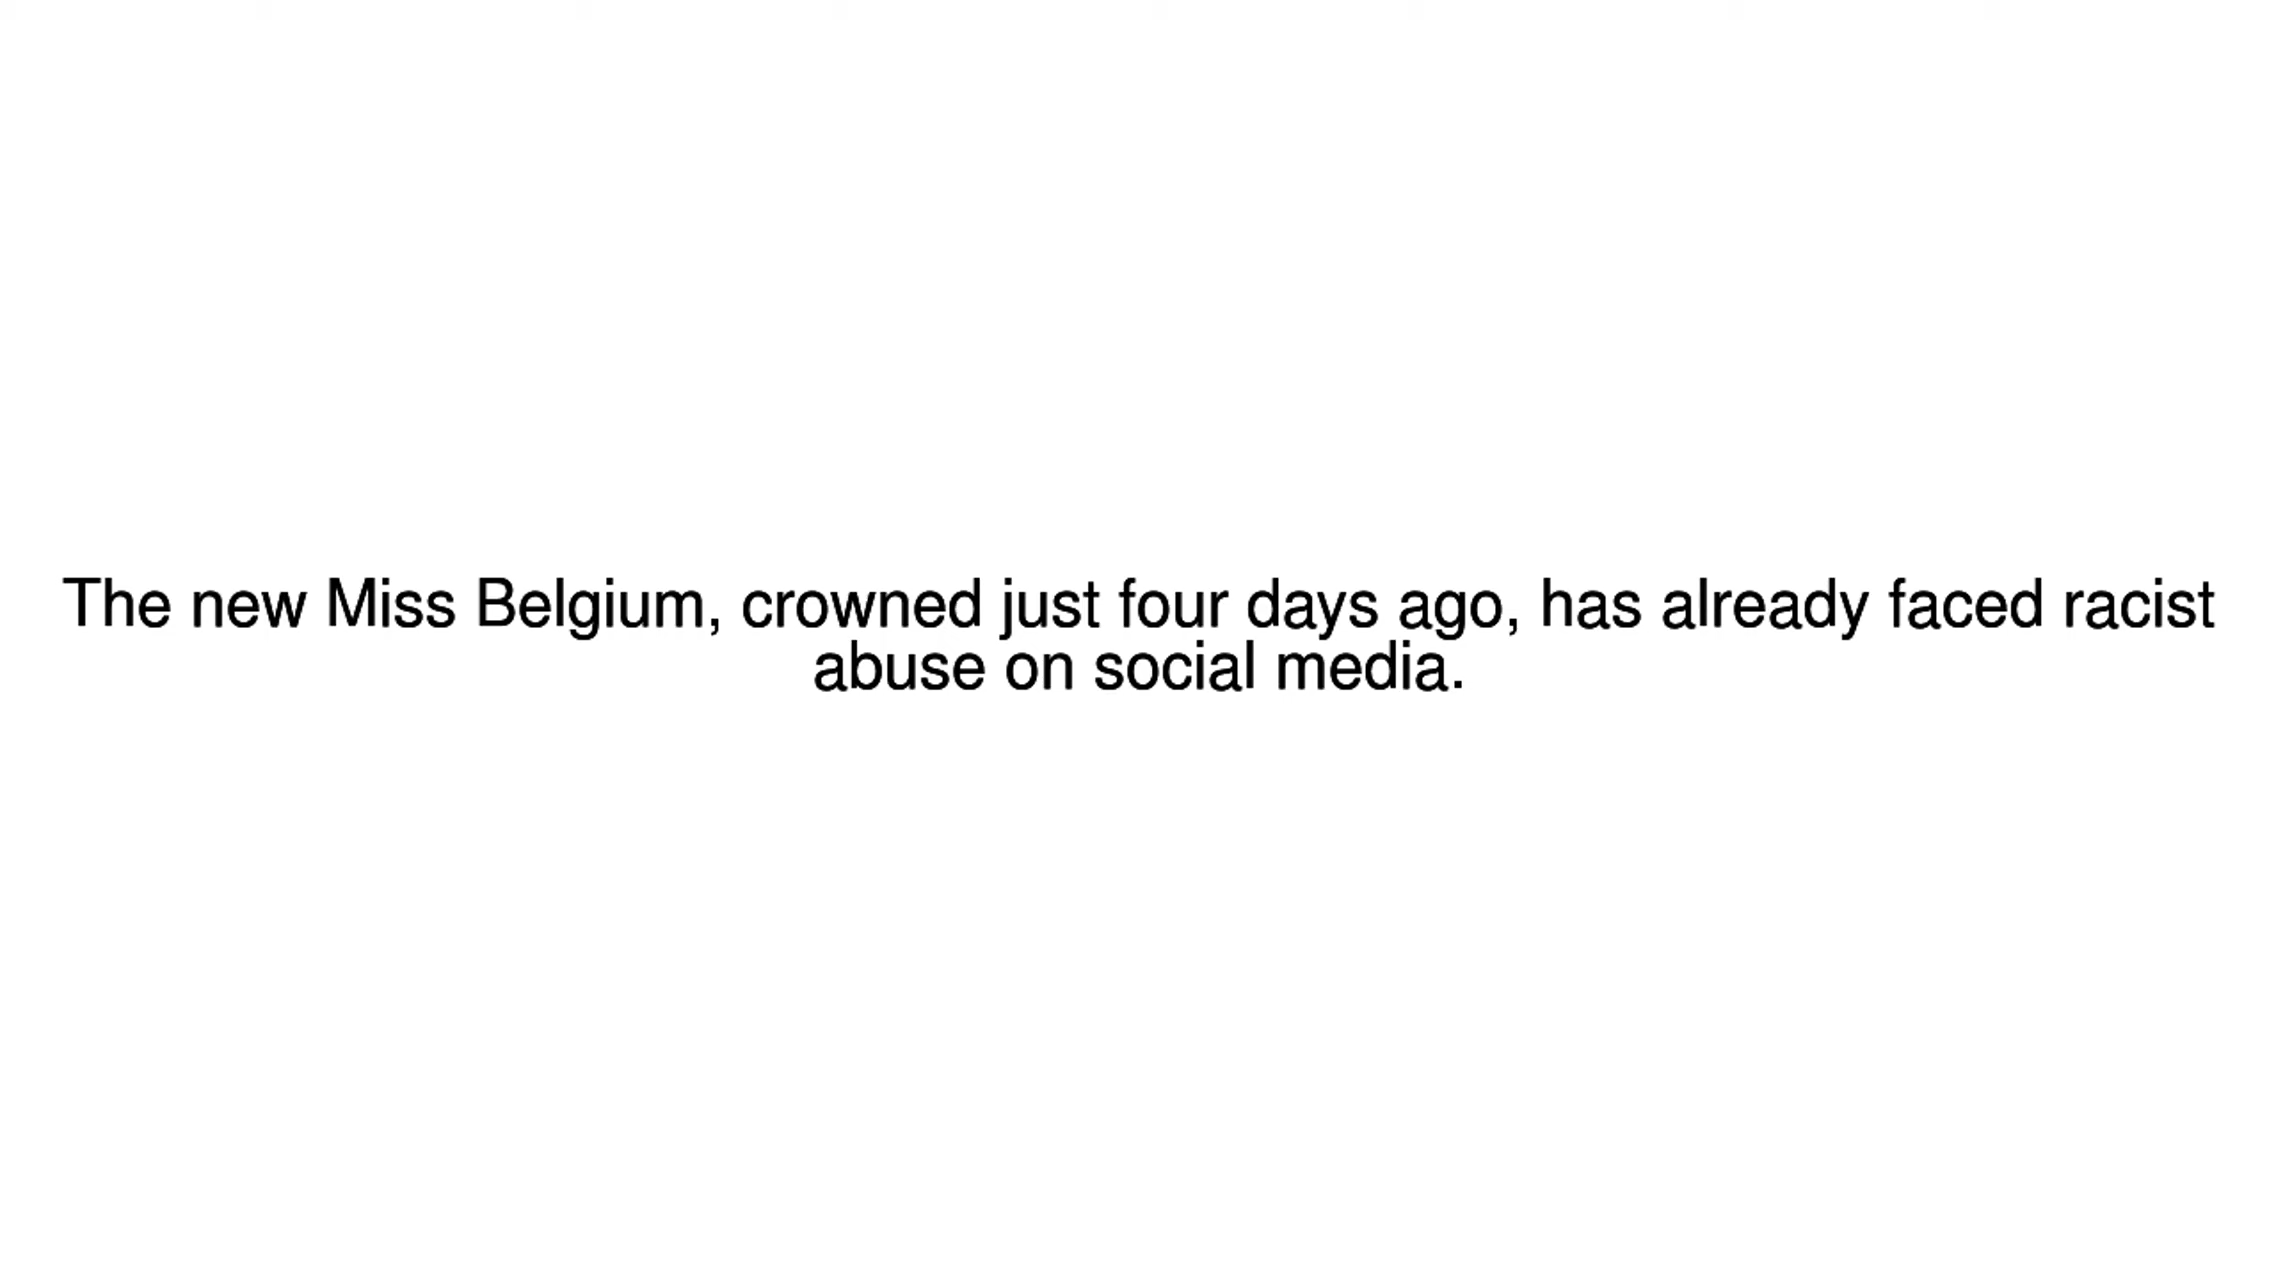 The new Miss Belgium, crowned just four days ago, has already faced racist
abuse on social media.